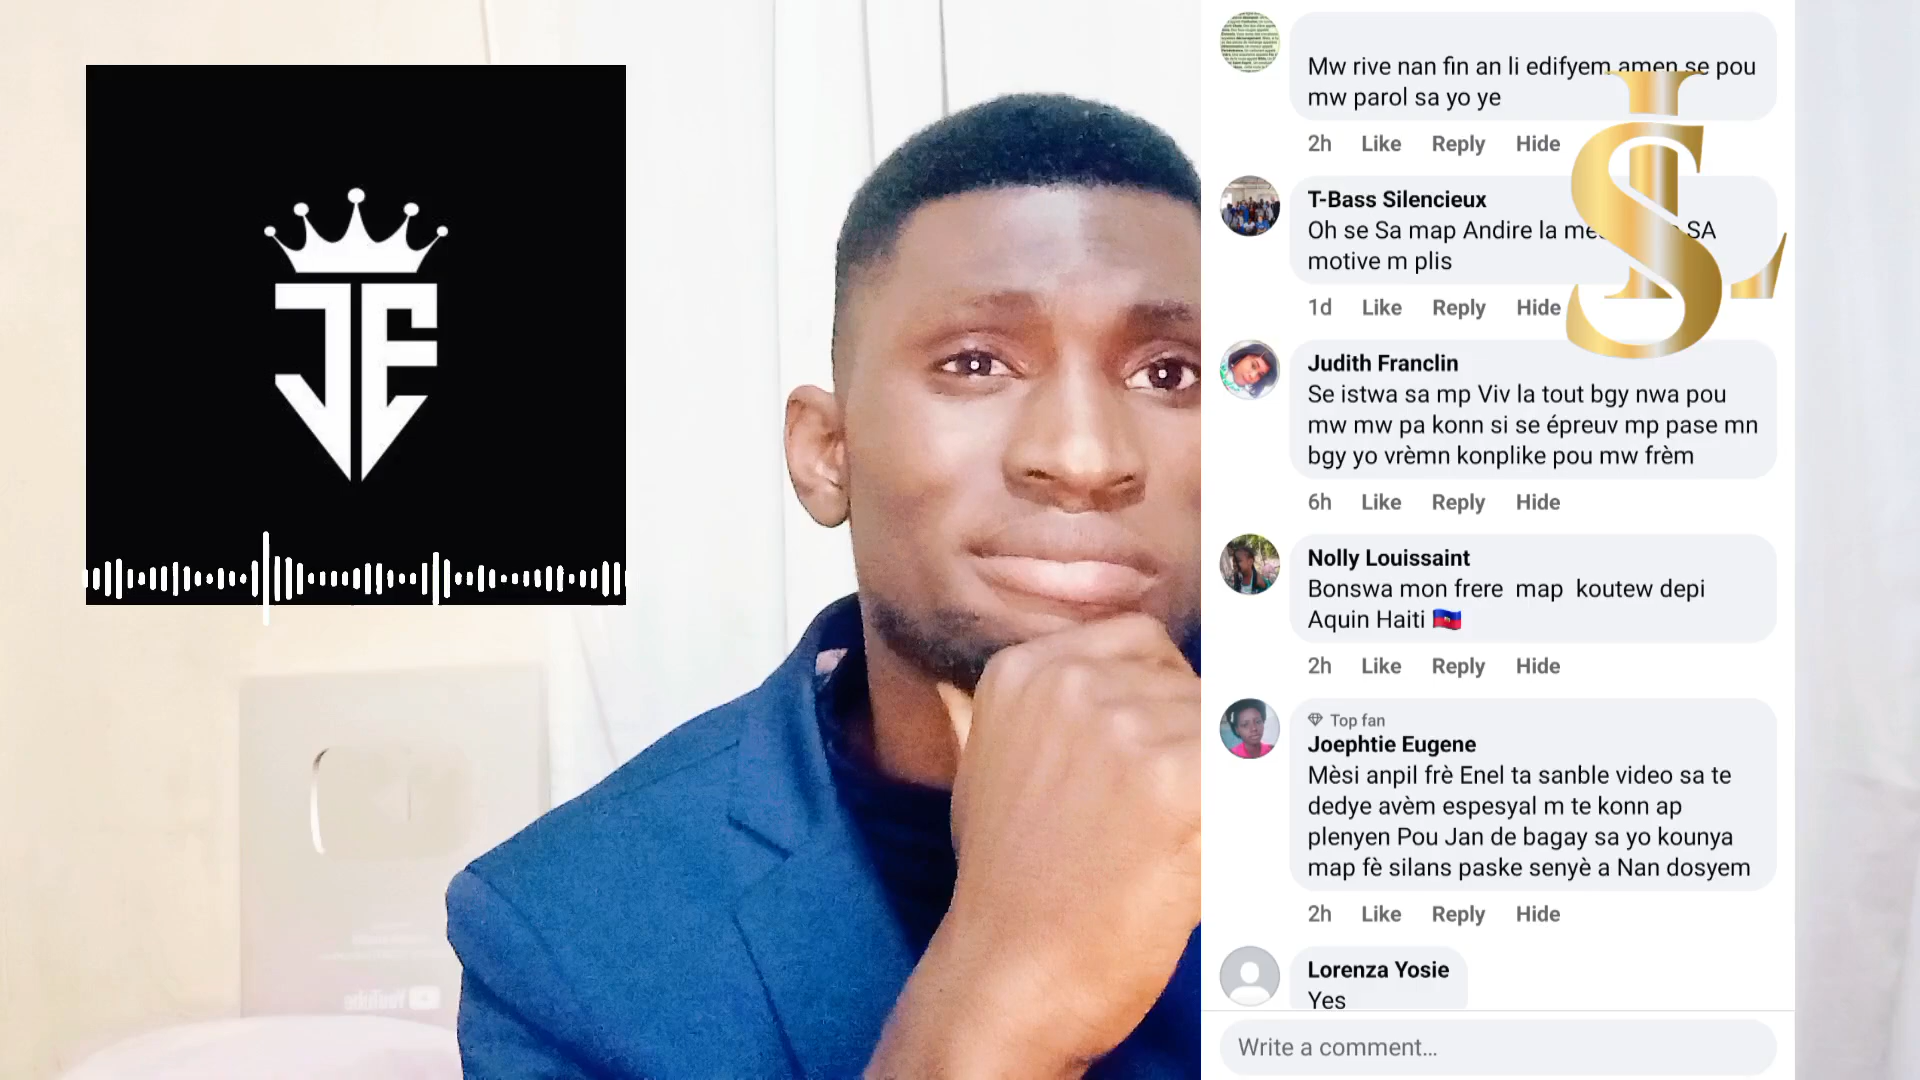 JE
Mw rive nan fin an li edifyem amen se pou
mw parol sa yo ye
2h Like Reply Hide
T-Bass Silencieux
Oh se Sa map Andire la SA
motive m plis
1d Like Reply Hide
Judith Franclin
Se istwa sa mp Viv la tout bgy nwa pou
mw mw pa konn si se épreuv mp pase mn
bgy yo vrèmn konplike pou mw frèm
6h Like Reply Hide
Nolly Louissaint
Bonswa mon frere map koutew depi
Aquin Haiti 🇭🇹
2h Like Reply Hide
Top fan
Joephtie Eugene
Mèsi anpil frè Enel ta sanble video sa te
dedye avèm espesyal m te konn ap
plenyen Pou Jan de bagay sa yo kounya
map fè silans paske senyè a Nan dosyem
2h Like Reply Hide
Lorenza Yosie
Yes
Write a comment...
LS
YouTube